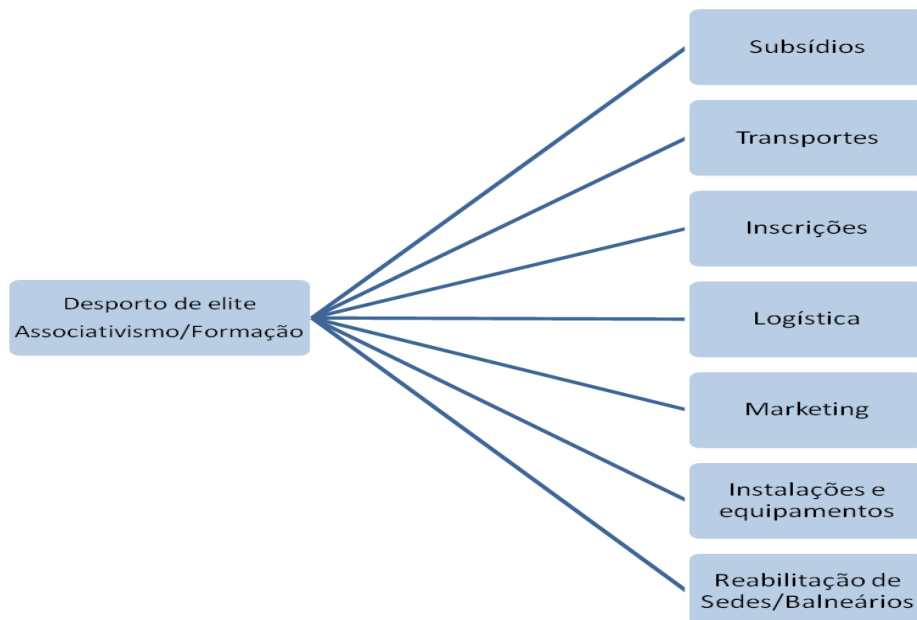 Subsídios
Transportes
Inscrições
Desporto de elite
Associativismo/Formação
Logística
Marketing
Instalações e
equipamentos
Reabilitação de
Sedes/Balneários